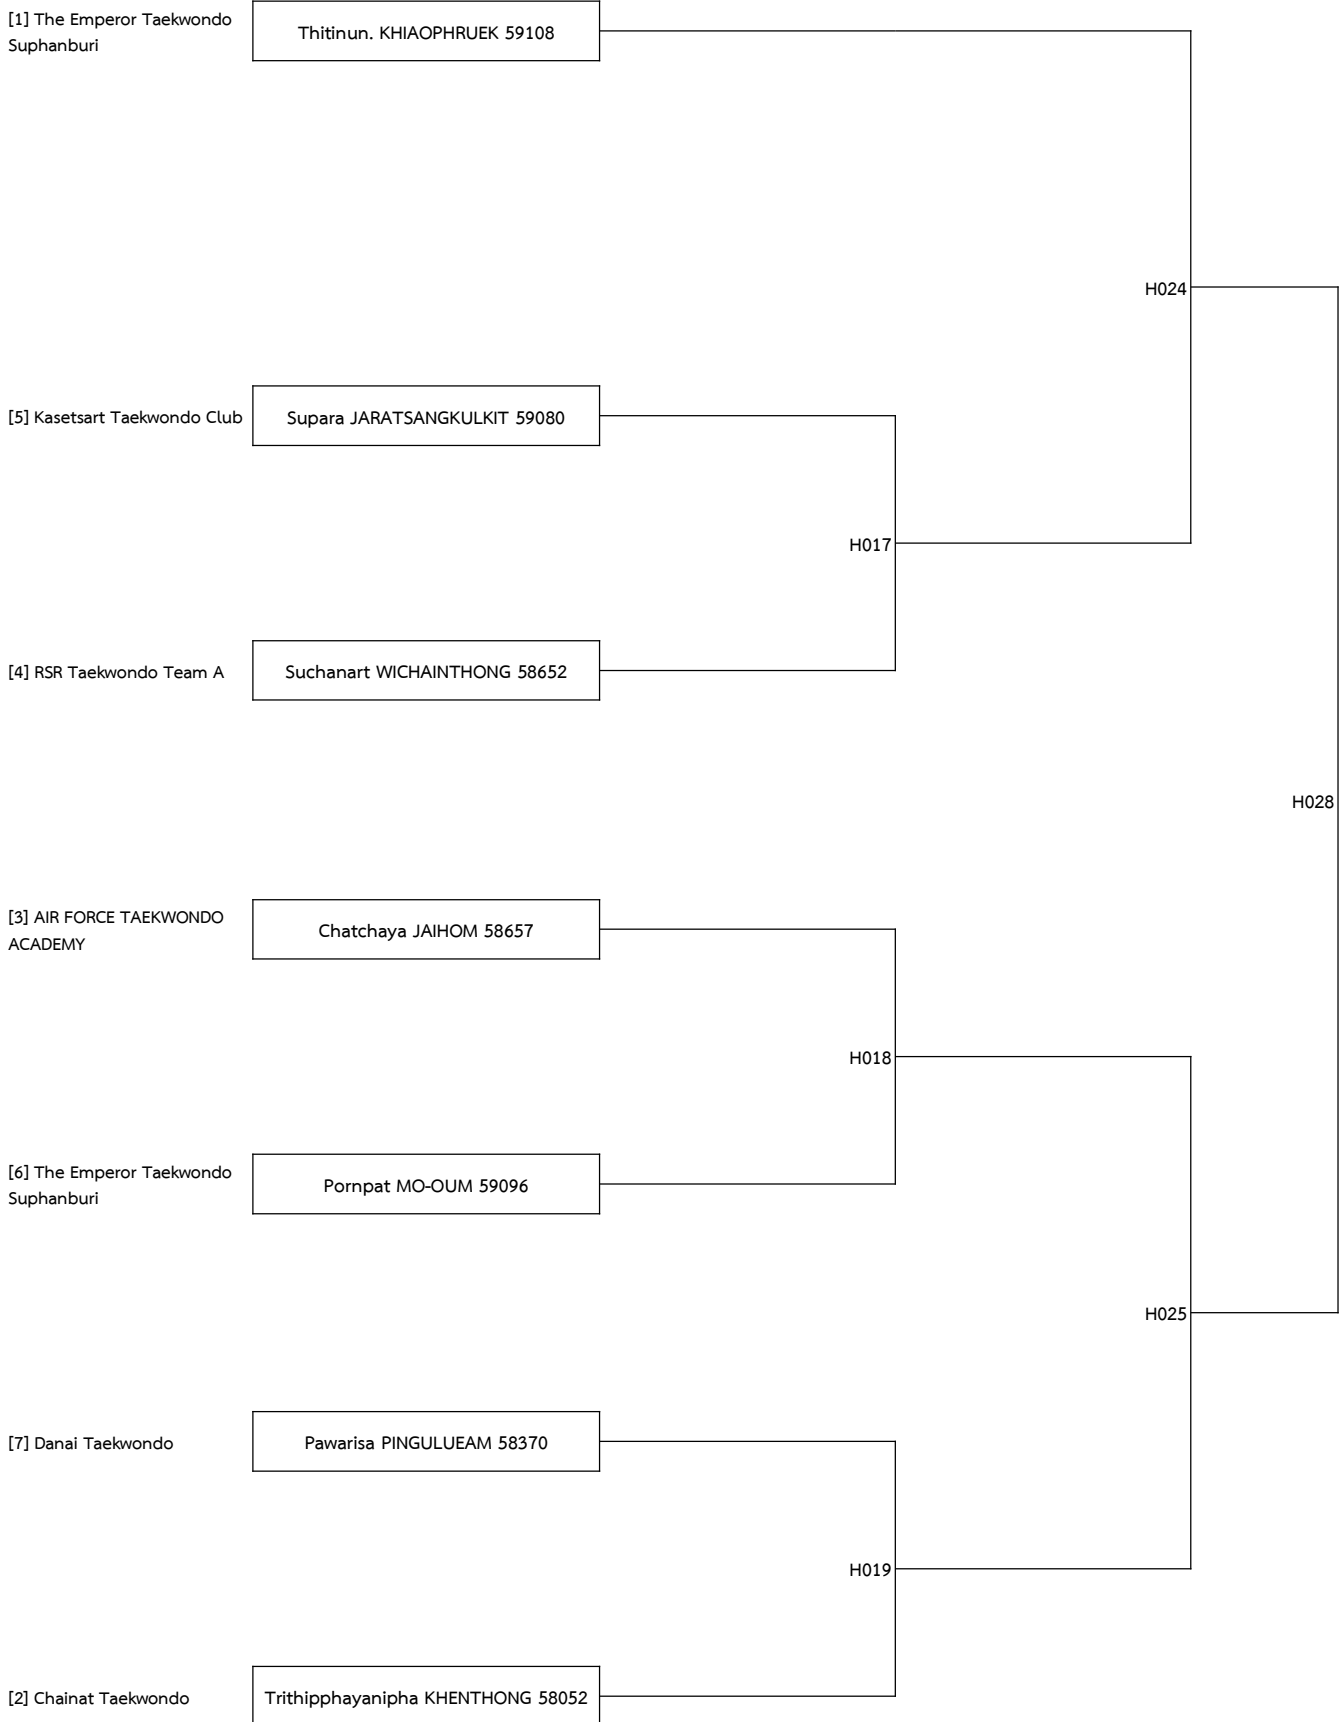 [1] The Emperor Taekwondo
Suphanburi
Thitinun. KHIAOPHRUEK 59108
H024
[5] Kasetsart Taekwondo Club
Supara JARATSANGKULKIT 59080
H017
[4] RSR Taekwondo Team A
Suchanart WICHAINTHONG 58652
H028
[3] AIR FORCE TAEKWONDO
ACADEMY
Chatchaya JAIHOM 58657
H018
[6] The Emperor Taekwondo
Suphanburi
Pornpat MO-OUM 59096
H025
[7] Danai Taekwondo
Pawarisa PINGULUEAM 58370
H019
[2] Chainat Taekwondo
Trithipphayanipha KHENTHONG 58052